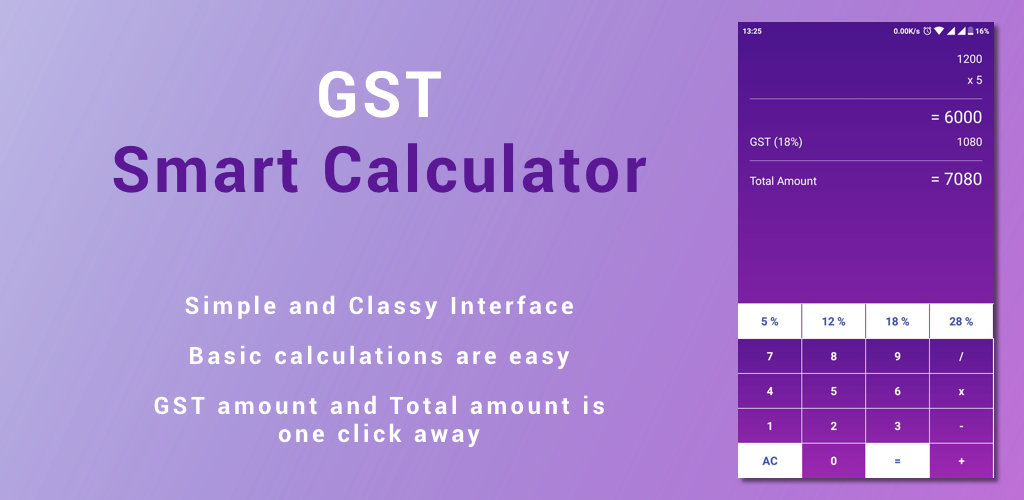 GST
Smart Calculator
Simple and Classy Interface
Basic calculations are easy
GST amount and Total amount is
one click away
13:25 0.00K/s 16%
1200
x 5
= 6000
GST (18%) 1080
Total Amount = 7080
5 % 12 % 18 % 28 %
7 8 9 /
4 5 6 x
1 2 3 -
AC 0 = +